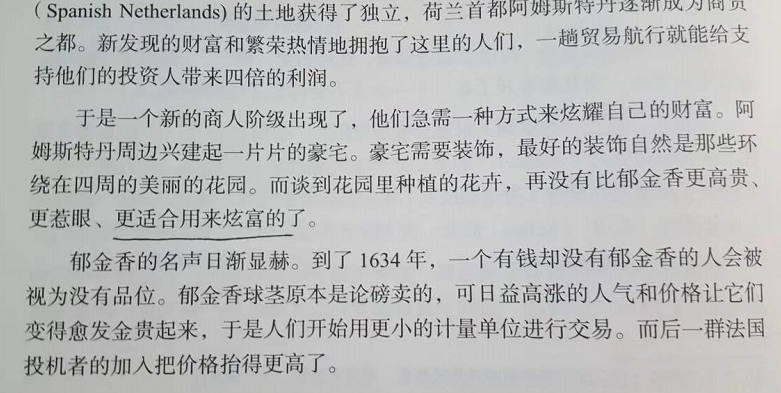 （Spanish Netherlands) 的土地获得了独立，荷兰首都阿姆斯特丹逐渐成为商贸
之都。新发现的财富和繁荣热情地拥抱了这里的人们，一趟贸易航行就能给支
持他们的投资人带来四倍的利润。
于是一个新的商人阶级出现了，他们急需一种方式来炫耀自己的财富。阿
姆斯特丹周边兴建起一片片的豪宅。豪宅需要装饰，最好的装饰自然是那些环
绕在四周的美丽的花园。而谈到花园里种植的花卉，再没有比郁金香更高贵、
更惹眼、更适合用来炫富的了。
郁金香的名声日渐显赫。到了 1634 年，一个有钱却没有郁金香的人会被
视为没有品位。郁金香球茎原本是论磅卖的，可日益高涨的人气和价格让它们
变得愈发金贵起来，于是人们开始用更小的计量单位进行交易。而后一群法国
投机者的加入把价格抬得更高了。